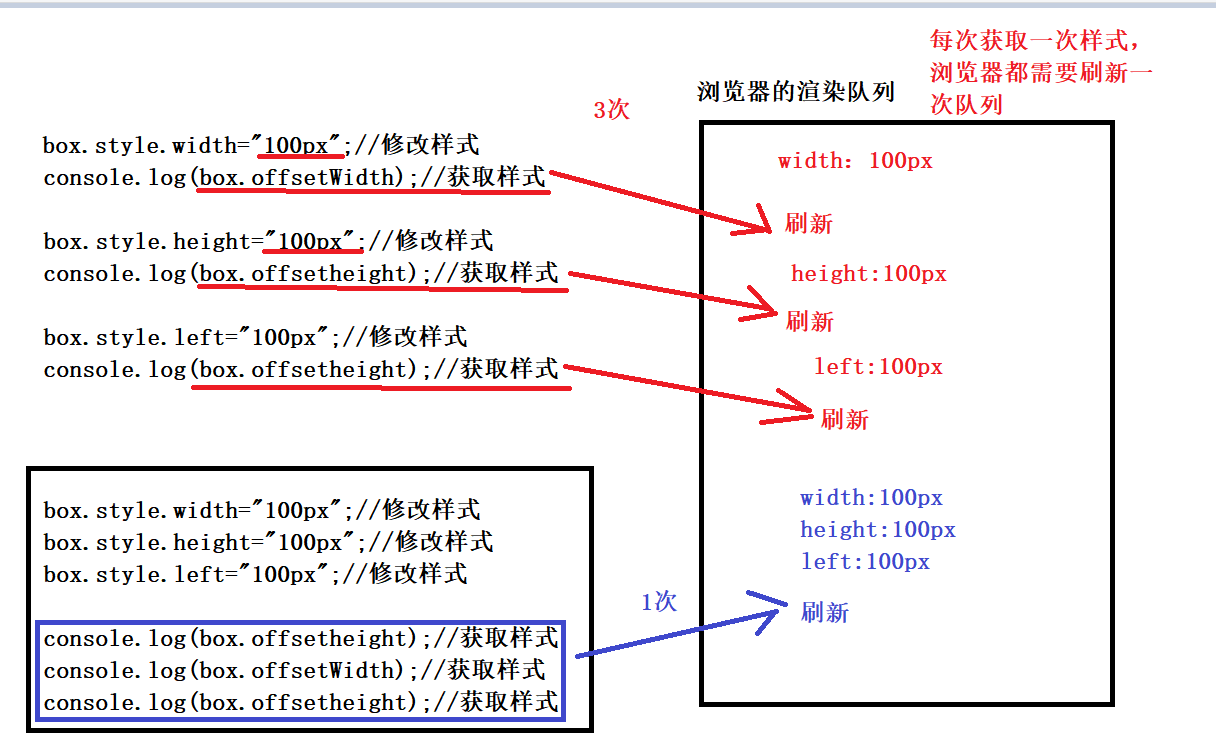 每次获取一次样式，
浏览器都需要刷新一
次队列
浏览器的渲染队列
3次
box.style.width="100px";//修改样式
console.log(box.offsetWidth);//获取样式
box.style.height="100px";//修改样式
console.log(box.offsetheight);//获取样式
box.style.left="100px";//修改样式
console.log(box.offsetheight);//获取样式
width：100px
刷新
height:100px
刷新
left:100px
刷新
box.style.width="100px";//修改样式
box.style.height="100px";//修改样式
box.style.left="100px";//修改样式
console.log(box.offsetheight);//获取样式
console.log(box.offsetWidth);//获取样式
console.log(box.offsetheight);//获取样式
1次
width:100px
height:100px
left:100px
刷新